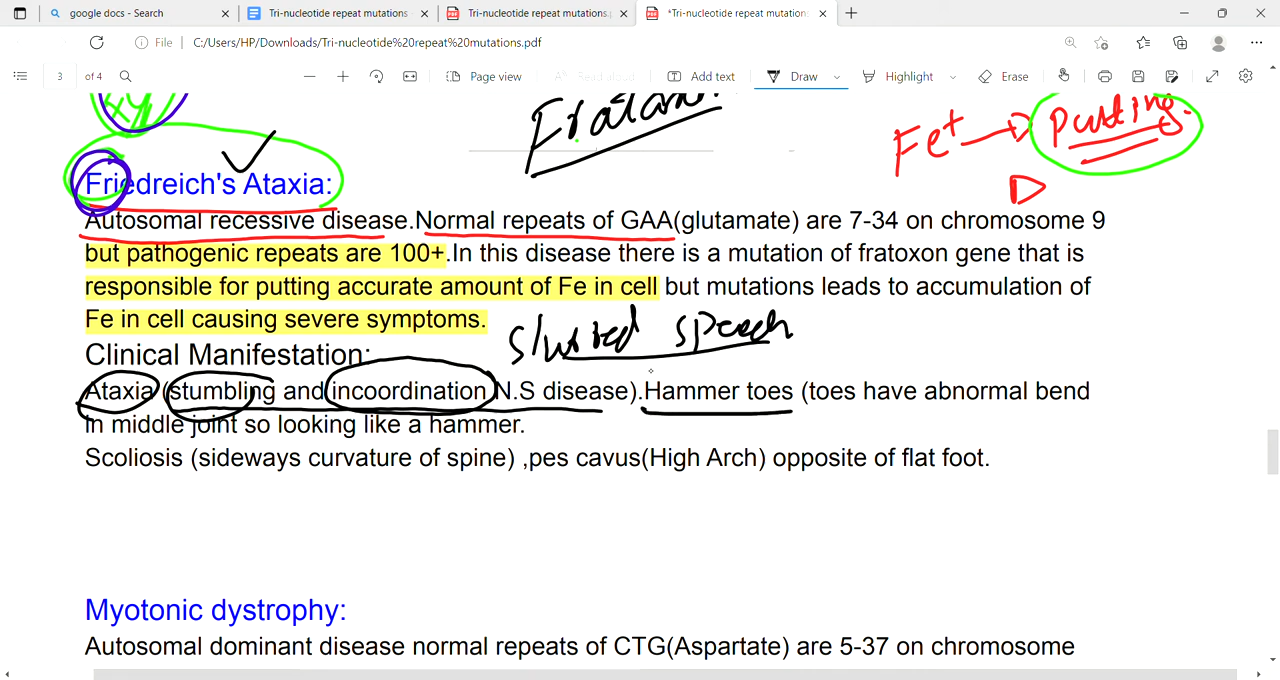 google docs - Search
Tri-nucleotide repeat mutations
Tri-nucleotide repeat mutations.
*Tri-nucleotide repeat mutations
File C:/Users/HP/Downloads/Tri-nucleotide%20repeat%20mutations.pdf
3 of 4 Page view Read aloud Add text Draw Highlight Erase
Fe+ putting
Friedreich's Ataxia:
Autosomal recessive disease.Normal repeats of GAA(glutamate) are 7-34 on chromosome 9
but pathogenic repeats are 100+.In this disease there is a mutation of fratoxon gene that is
responsible for putting accurate amount of Fe in cell but mutations leads to accumulation of
Fe in cell causing severe symptoms.
slurred speech
Clinical Manifestation:
Ataxia (stumbling and incoordination N.S disease).Hammer toes (toes have abnormal bend
in middle joint so looking like a hammer.
Scoliosis (sideways curvature of spine) ,pes cavus(High Arch) opposite of flat foot.
Myotonic dystrophy:
Autosomal dominant disease normal repeats of CTG(Aspartate) are 5-37 on chromosome